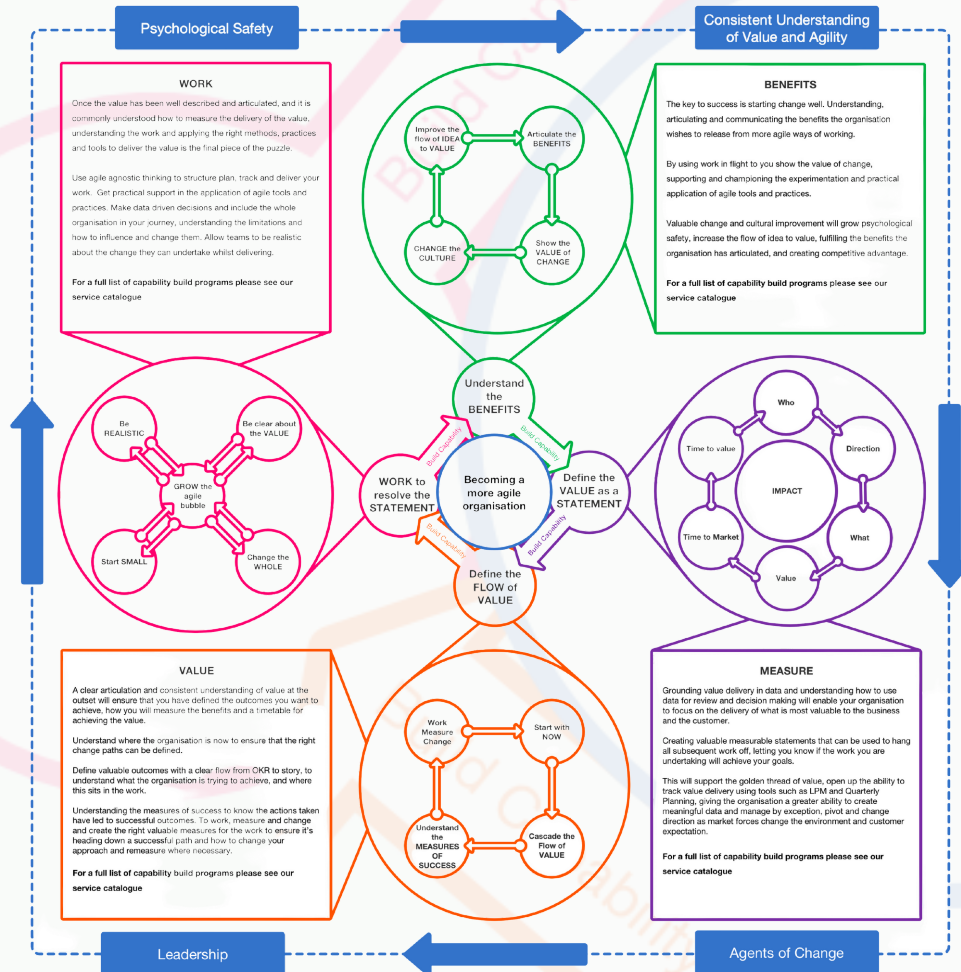 Psychological Safety
Consistent Understanding
of Value and Agility
WORK
Once the value has been well described and articulated, and it is
commonly understood how to measure the delivery of the value.
understanding the work and applying the right methods, practices
and tools to deliver the value is the final piece of the puzzle.
Use agile agnostic thinking to structure plan, track and deliver your
work.  Get practical support in the application of agile tools and
practices. Make data driven decisions and include the whole
organisation in your journey, understanding the limitations and
how to influence and change them. Allow teams to be realistic
about the change they can undertake whilst delivering.
For a full list of capability build programs please see our
service catalogue
Improve the
flow of IDEA
to VALUE
Articulate the
BENEFITS
CHANGE the
CULTURE
Show the
VALUE of
CHANGE
BENEFITS
The key to success is starting change well. Understanding,
articulating and communicating the benefits the organisation
wishes to release from more agile ways of working.
By using work in flight to you show the value of change,
supporting and championing the experimentation and practical
application of agile tools and practices.
Valuable change and cultural improvement will grow psychological
safety, increase the flow of idea to value, fulfilling the benefits the
organisation has articulated, and creating competitive advantage.
For a full list of capability build programs please see our
service catalogue
Be
REALISTIC
Be clear about
the VALUE
GROW the
agile
bubble
Start SMALL
Change the
WHOLE
Understand
the
BENEFITS
Build Capability
Build Capability
WORK to
resolve the
STATEMENT
Becoming a
more agile
organisation
Define the
VALUE as a
STATEMENT
Build Capability
Build Capability
Define the
FLOW of
VALUE
Who
Time to value
Direction
IMPACT
Time to Market
What
Value
VALUE
A clear articulation and consistent understanding of value at the
outset will ensure that you have defined the outcomes you want to
achieve, how you will measure the benefits and a timetable for
achieving the value.
Understand where the organisation is now to ensure that the right
change paths can be defined.
Define valuable outcomes with a clear flow from OKR to story, to
understand what the organisation is trying to achieve, and where
this sits in the work.
Understanding the measures of success to know the actions taken
have led to successful outcomes. To work, measure and change
and create the right valuable measures for the work to ensure it's
heading down a successful path and how to change your
approach and remeasure where necessary.
For a full list of capability build programs please see our
service catalogue
Work
Measure
Change
Start with
NOW
Understand
the
MEASURES
OF
SUCCESS
Cascade the
Flow of
VALUE
MEASURE
Grounding value delivery in data and understanding how to use
data for review and decision making will enable your organisation
to focus on the delivery of what is most valuable to the business
and the customer.
Creating valuable measurable statements that can be used to hang
all subsequent work off, letting you know if the work you are
undertaking will achieve your goals.
This will support the golden thread of value, open up the ability to
track value delivery using tools such as LPM and Quarterly
Planning, giving the organisation a greater ability to create
meaningful data and manage by exception, pivot and change
direction as market forces change the environment and customer
expectation.
For a full list of capability build programs please see our
service catalogue
Leadership
Agents of Change